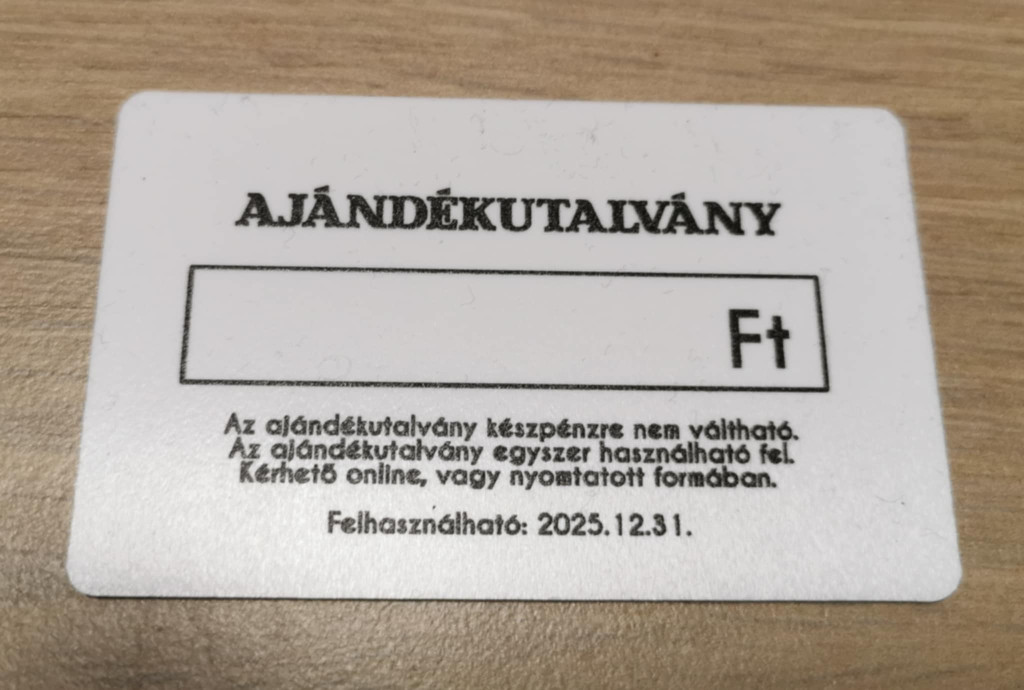 AJÁNDÉKUTALVÁNY
Ft
Az ajándékutalvány készpénzre nem váltható.
Az ajándékutalvány egyszer használható fel.
Kérhető online, vagy nyomtatott formában.
Felhasználható: 2025.12.31.